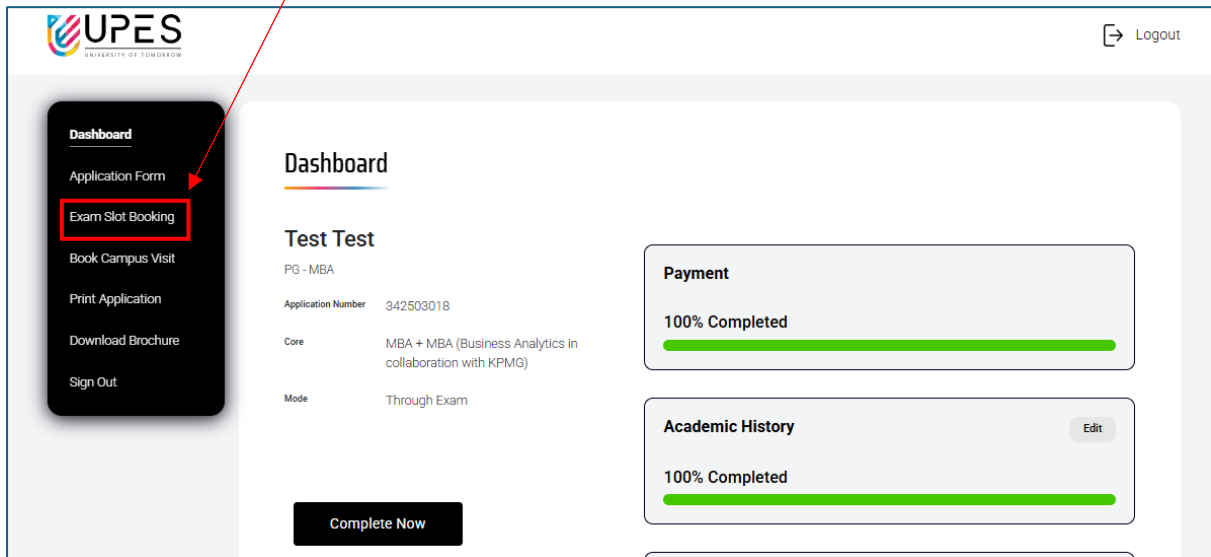 UPES
UNIVERSITY OF TOMORROW
Logout
Dashboard
Application Form
Exam Slot Booking
Book Campus Visit
Print Application
Download Brochure
Sign Out
Dashboard
Test Test
PG - MBA
Application Number 342503018
Core MBA + MBA (Business Analytics in
collaboration with KPMG)
Mode Through Exam
Complete Now
Payment
100% Completed
Academic History Edit
100% Completed